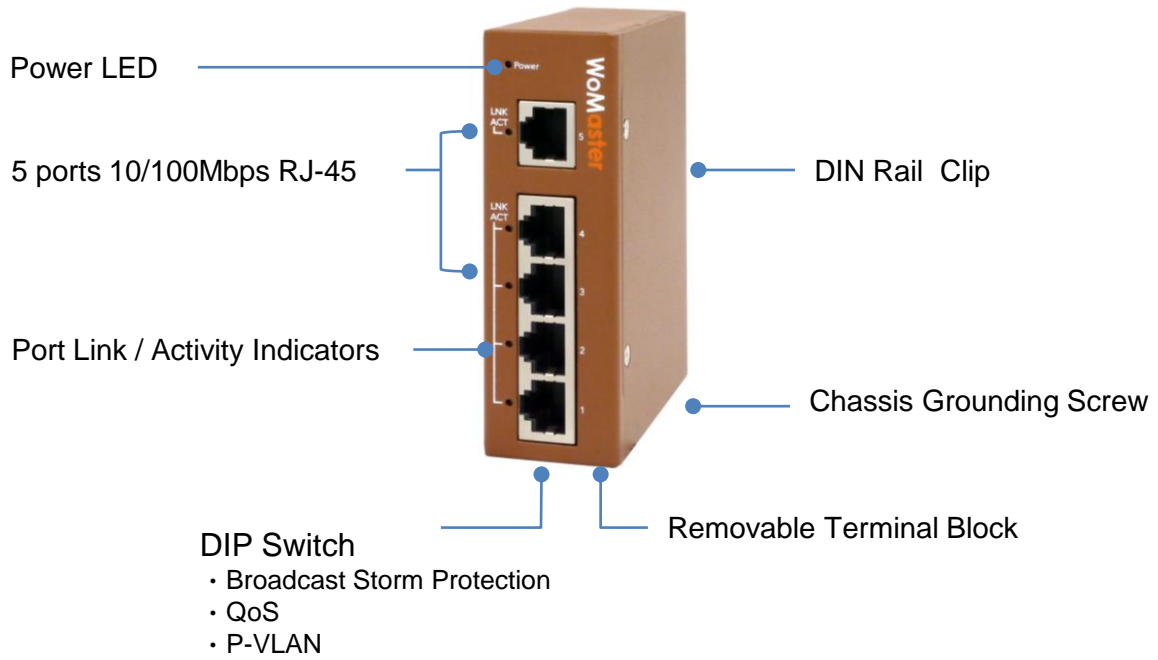 Power LED
Power
WoMaster
LNK
ACT
5
5 ports 10/100Mbps RJ-45
DIN Rail Clip
LNK
ACT
4
3
Port Link / Activity Indicators
2
1
Chassis Grounding Screw
Removable Terminal Block
DIP Switch
・Broadcast Storm Protection
・QoS
・P-VLAN